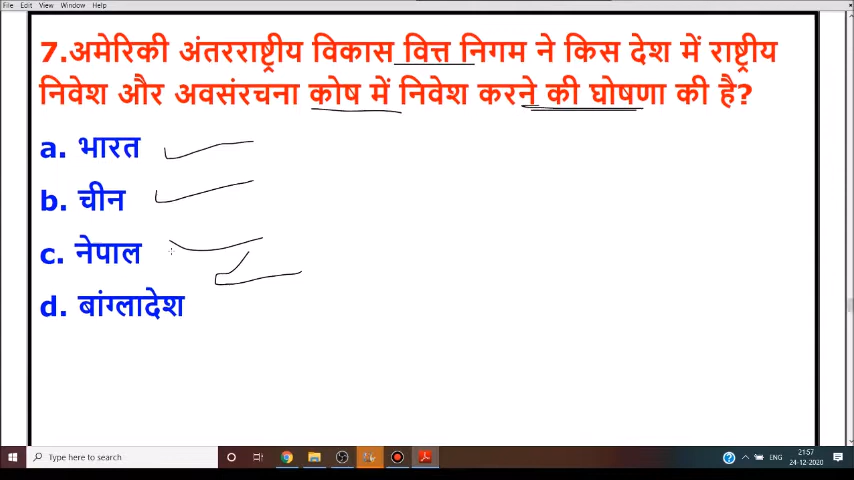 File Edit View Window Help
7.अमेरिकी अंतरराष्ट्रीय विकास वित्त निगम ने किस देश में राष्ट्रीय
निवेश और अवसंरचना कोष में निवेश करने की घोषणा की है?
a. भारत
b. चीन
c. नेपाल
d. बांग्लादेश
Type here to search
ENG
21:57
24-12-2020